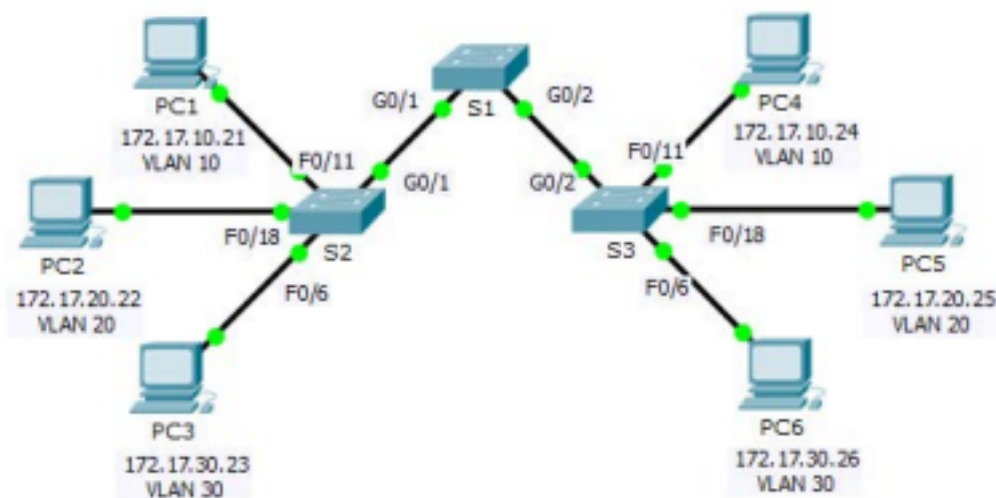 PC1
172.17.10.21
VLAN 10
F0/11
G0/1
S1
G0/2
PC4
172.17.10.24
VLAN 10
F0/11
G0/1
G0/2
PC2
172.17.20.22
VLAN 20
F0/18
S2
F0/6
S3
F0/18
F0/6
PC5
172.17.20.25
VLAN 20
PC3
172.17.30.23
VLAN 30
PC6
172.17.30.26
VLAN 30